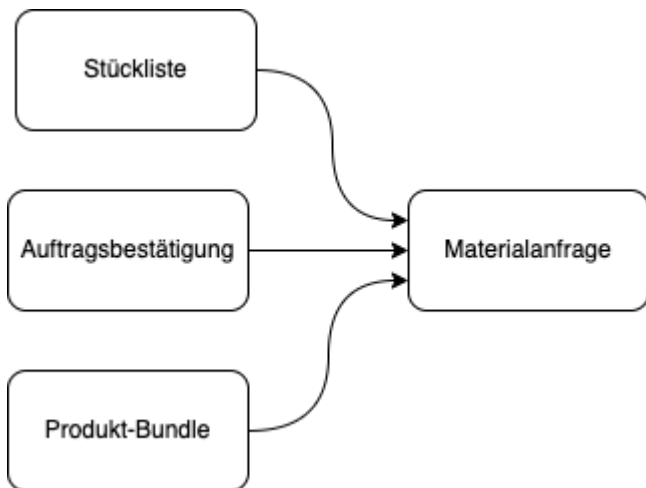 Stückliste
Auftragsbestätigung
Materialanfrage
Produkt-Bundle